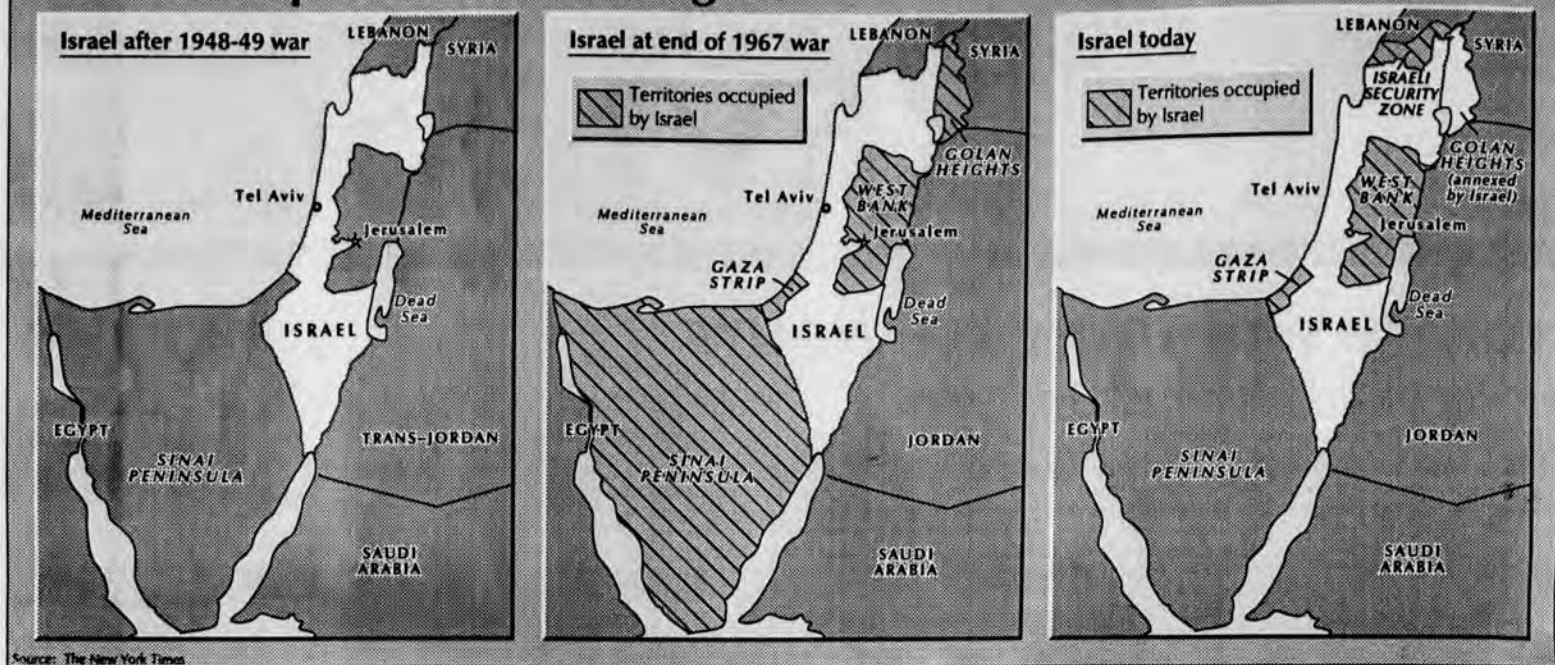 Israel after 1948-49 war
LEBANON
SYRIA
Tel Aviv
Mediterranean
Sea
Jerusalem
Dead
Sea
ISRAEL
EGYPT
TRANS-JORDAN
SINAI
PENINSULA
SAUDI
ARABIA
Israel at end of 1967 war
LEBANON
SYRIA
Territories occupied
by Israel
GOLAN
HEIGHTS
Tel Aviv
WEST
BANK
Mediterranean
Sea
Jerusalem
GAZA
STRIP
Dead
Sea
ISRAEL
EGYPT
JORDAN
SINAI
PENINSULA
SAUDI
ARABIA
Israel today
LEBANON
SYRIA
ISRAELI
SECURITY
ZONE
Territories occupied
by Israel
GOLAN
HEIGHTS
(annexed
by Israel)
Tel Aviv
WEST
BANK
Mediterranean
Sea
Jerusalem
GAZA
STRIP
Dead
Sea
ISRAEL
EGYPT
JORDAN
SINAI
PENINSULA
SAUDI
ARABIA
Source: The New York Times